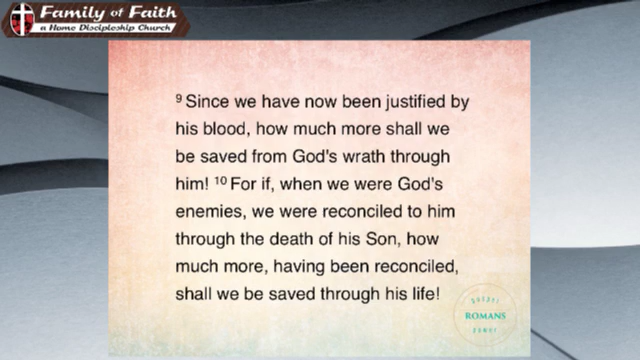 Family of Faith
a Home Discipleship Church
9 Since we have now been justified by
his blood, how much more shall we
be saved from God's wrath through
him! 10 For if, when we were God's
enemies, we were reconciled to him
through the death of his Son, how
much more, having been reconciled,
shall we be saved through his life!
ROMANS